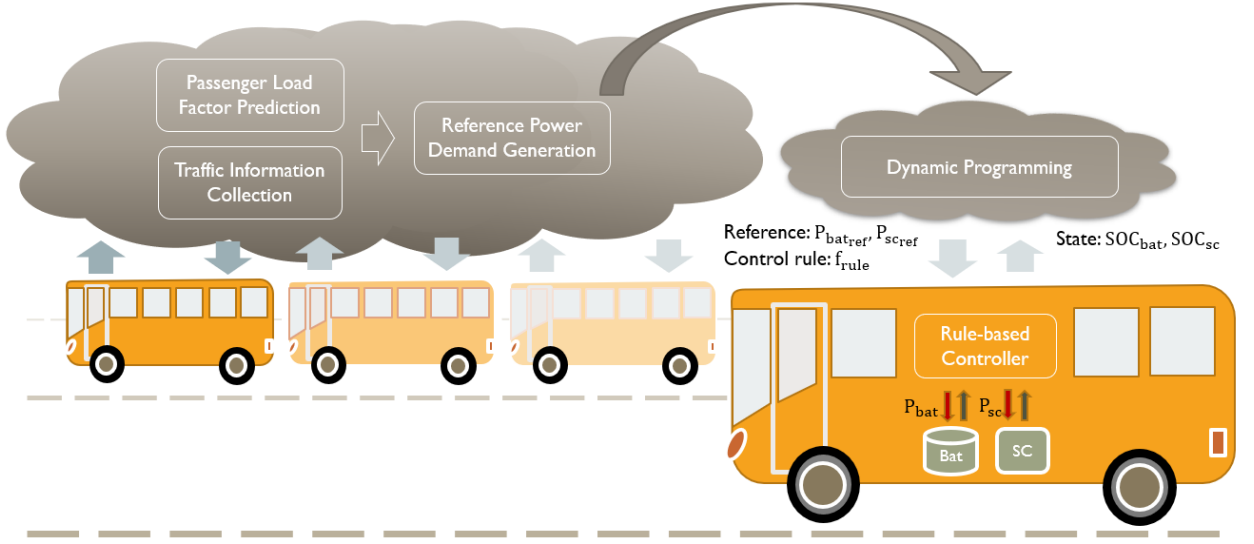 Passenger Load
Factor Prediction
Traffic Information
Collection
Reference Power
Demand Generation
Dynamic Programming
Reference: P_bat_ref, P_sc_ref
Control rule: f_rule
State: SOC_bat, SOC_sc
Rule-based
Controller
P_bat
P_sc
Bat
SC